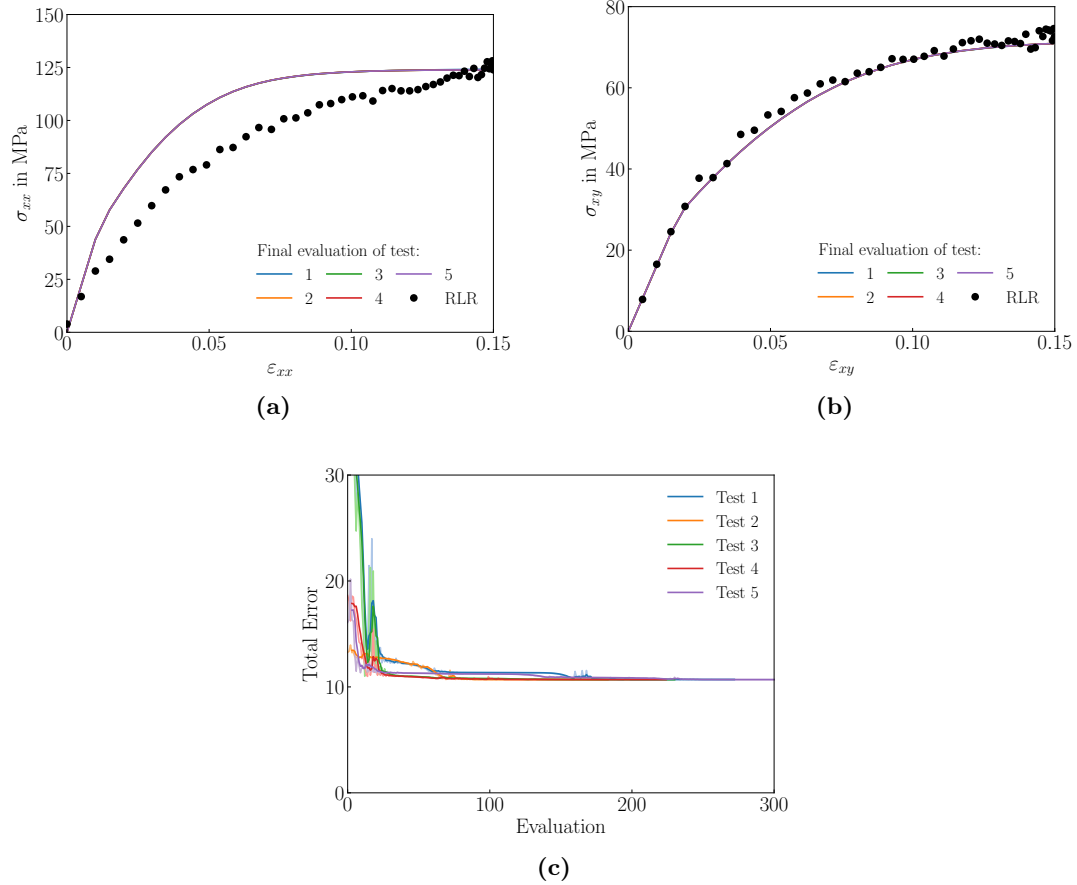 150
125
100
75
50
25
0
σxx in MPa
Final evaluation of test:
1 3 5
2 4 RLR
0 0.05 0.10 0.15
εxx
(a)
80
60
40
20
0
σxy in MPa
Final evaluation of test:
1 3 5
2 4 RLR
0 0.05 0.10 0.15
εxy
(b)
30
20
10
0
Total Error
Test 1
Test 2
Test 3
Test 4
Test 5
0 100 200 300
Evaluation
(c)